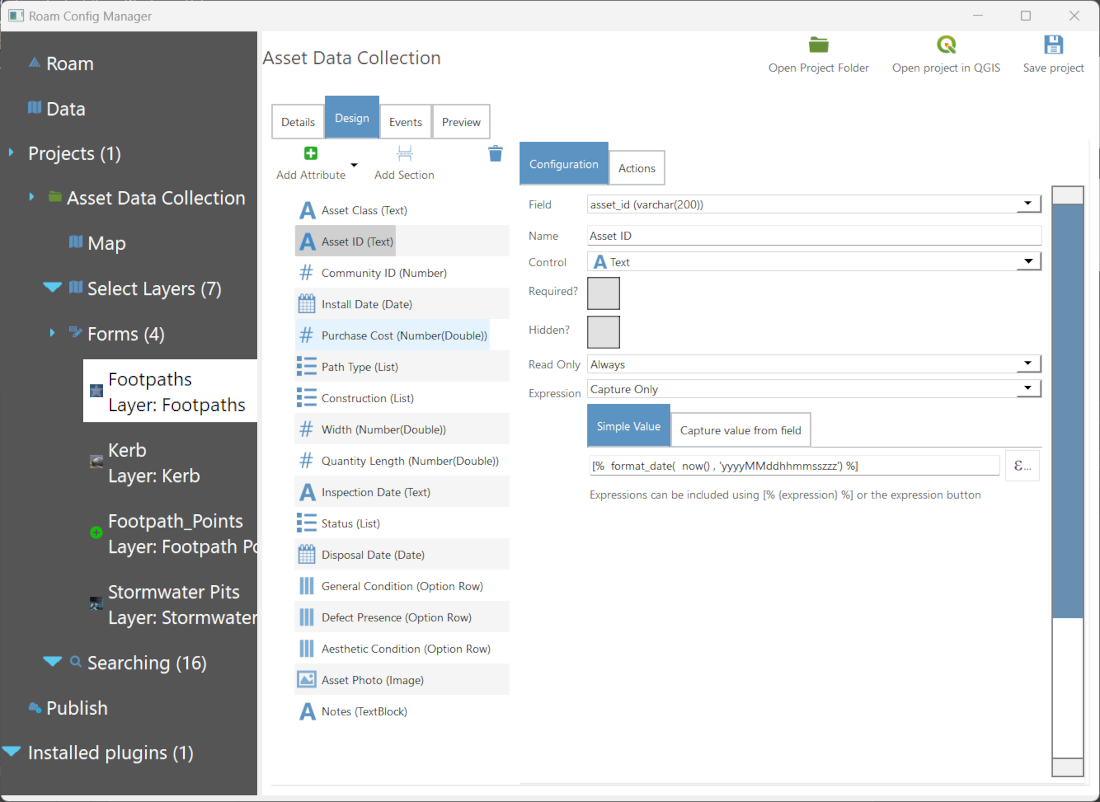 Roam Config Manager
Roam
Data
Projects (1)
Asset Data Collection
Map
Select Layers (7)
Forms (4)
Footpaths
Layer: Footpaths
Kerb
Layer: Kerb
Footpath_Points
Layer: Footpath Po
Stormwater Pits
Layer: Stormwater
Searching (16)
Publish
Installed plugins (1)
Asset Data Collection
Open Project Folder
Open project in QGIS
Save project
Details
Design
Events
Preview
Add Attribute
Add Section
Asset Class (Text)
Asset ID (Text)
Community ID (Number)
Install Date (Date)
Purchase Cost (Number(Double))
Path Type (List)
Construction (List)
Width (Number(Double))
Quantity Length (Number(Double))
Inspection Date (Text)
Status (List)
Disposal Date (Date)
General Condition (Option Row)
Defect Presence (Option Row)
Aesthetic Condition (Option Row)
Asset Photo (Image)
Notes (TextBlock)
Configuration
Actions
Field asset_id (varchar(200))
Name Asset ID
Control A Text
Required?
Hidden?
Read Only Always
Expression Capture Only
Simple Value
Capture value from field
[%  format_date(  now() , 'yyyyMMddhhmmsszzz') %]
ε...
Expressions can be included using [% (expression) %] or the expression button